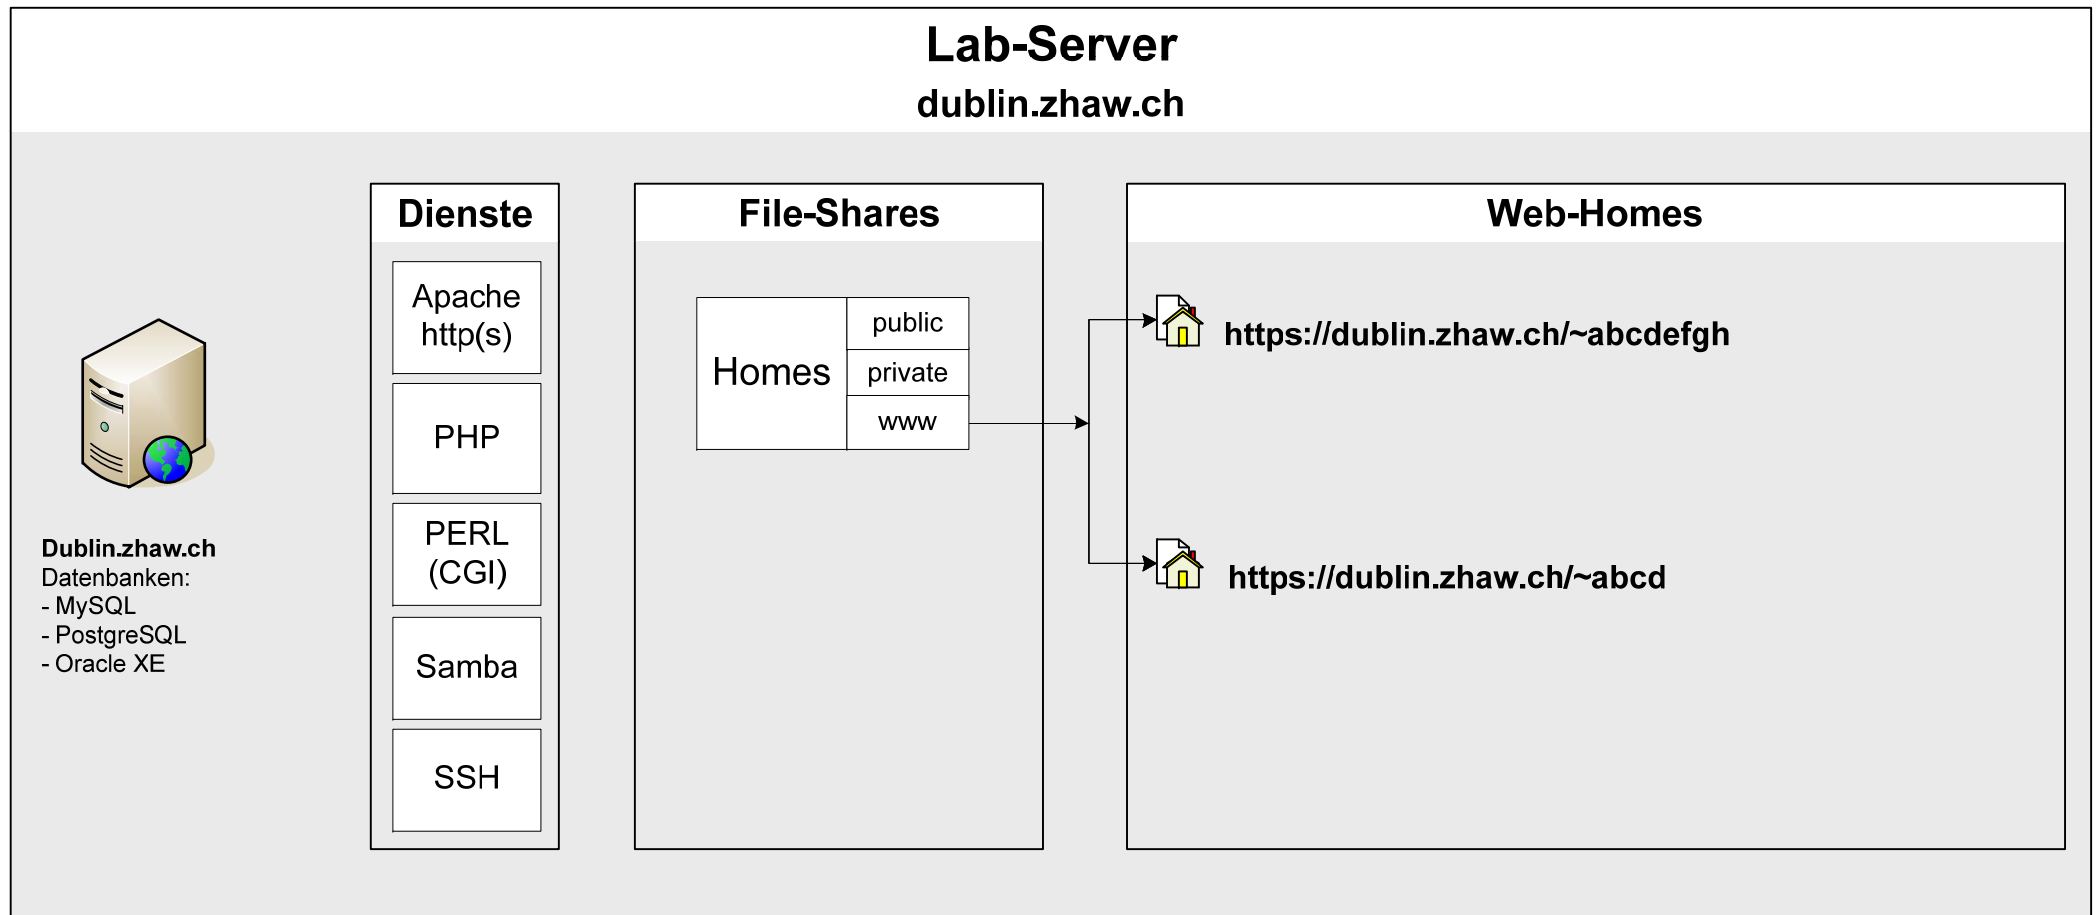 Lab-Server
dublin.zhaw.ch
Dublin.zhaw.ch
Datenbanken:
- MySQL
- PostgreSQL
- Oracle XE
Dienste
Apache
http(s)
PHP
PERL
(CGI)
Samba
SSH
File-Shares
Homes
public
private
www
Web-Homes
https://dublin.zhaw.ch/~abcdefgh
https://dublin.zhaw.ch/~abcd